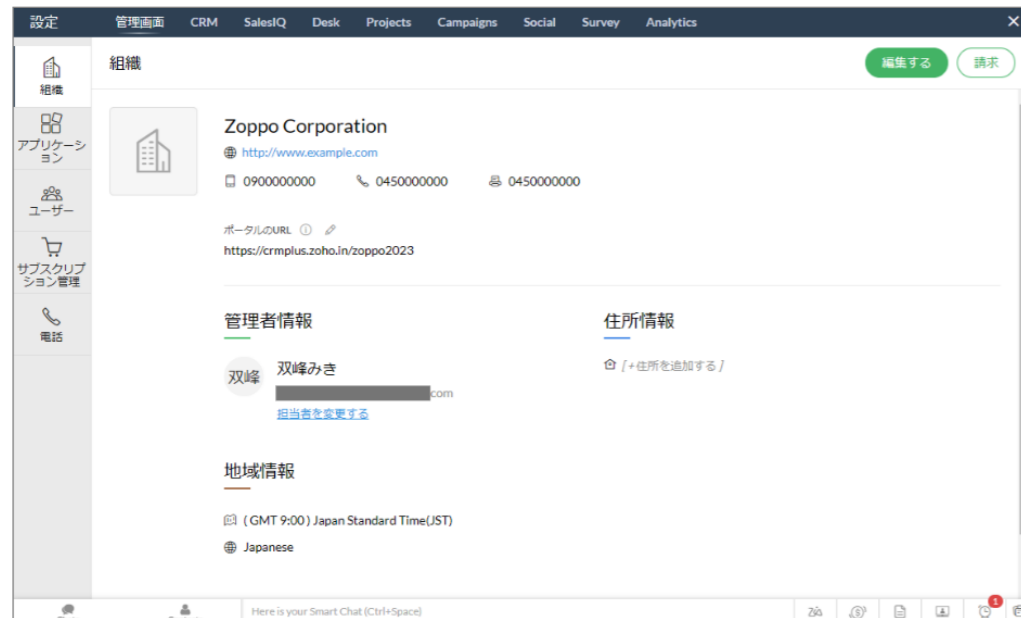 設定
管理画面
CRM
SalesIQ
Desk
Projects
Campaigns
Social
Survey
Analytics
組織
アプリケーシ
ョン
ユーザー
サブスクリプ
ション管理
電話
組織
編集する
請求
Zoppo Corporation
http://www.example.com
0900000000
0450000000
0450000000
ポータルのURL
https://crmplus.zoho.in/zoppo2023
管理者情報
双峰
双峰みき
com
担当者を変更する
住所情報
[+住所を追加する]
地域情報
( GMT 9:00 ) Japan Standard Time(JST)
Japanese
Here is your Smart Chat (Ctrl+Space)
1